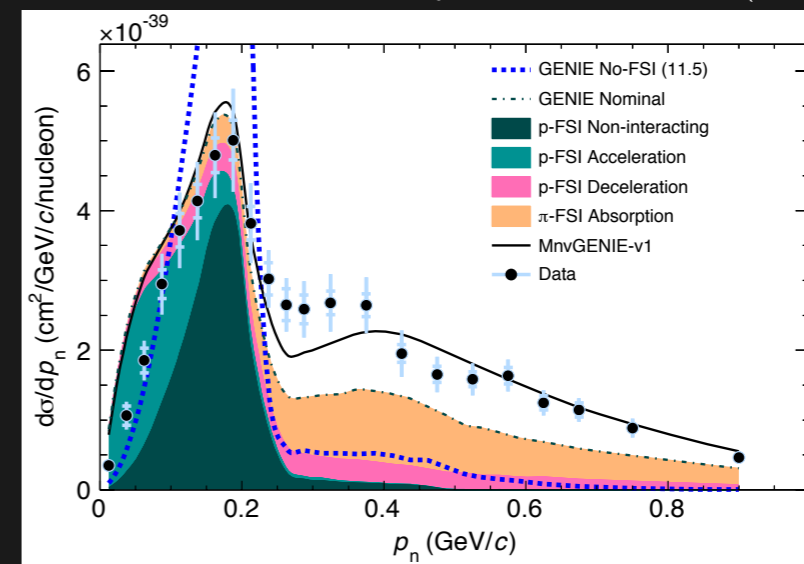 ×10⁻³⁹
6
4
2
0
dσ/dpₙ (cm²/GeV/c/nucleon)
GENIE No-FSI (11.5)
GENIE Nominal
p-FSI Non-interacting
p-FSI Acceleration
p-FSI Deceleration
π-FSI Absorption
MnvGENIE-v1
Data
0 0.2 0.4 0.6 0.8
pₙ (GeV/c)